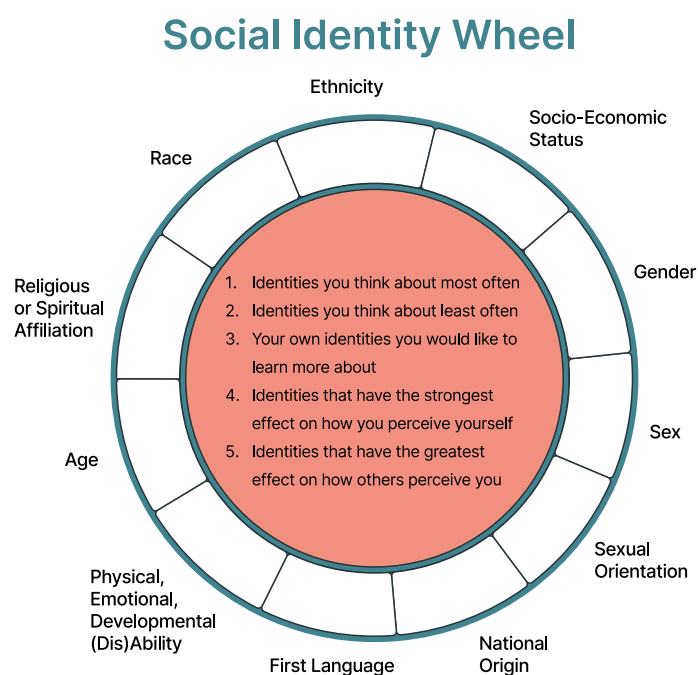 Social Identity Wheel
Ethnicity
Socio-Economic
Status
Race
Gender
Religious
or Spiritual
Affiliation
1. Identities you think about most often
2. Identities you think about least often
3. Your own identities you would like to
learn more about
4. Identities that have the strongest
effect on how you perceive yourself
5. Identities that have the greatest
effect on how others perceive you
Sex
Age
Sexual
Orientation
Physical,
Emotional,
Developmental
(Dis)Ability
National
Origin
First Language